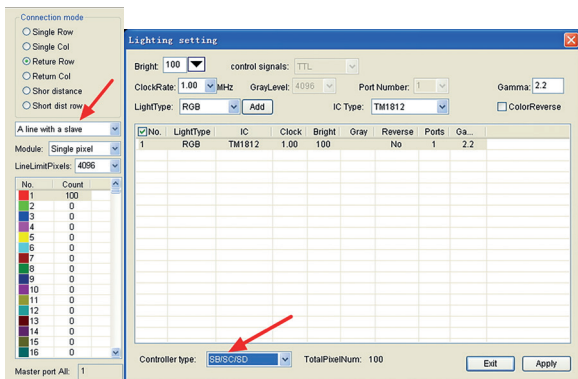 Connection mode
Single Row
Single Col
Reture Row
Return Col
Shor distance
Short dist row
A line with a slave
Module: Single pixel
LineLimitPixels: 4096
No. Count
1 100
2 0
3 0
4 0
5 0
6 0
7 0
8 0
9 0
10 0
11 0
12 0
13 0
14 0
15 0
16 0
Master port All: 1
Lighting setting
Bright: 100 control signals: TTL
ClockRate: 1.00 MHz GrayLevel: 4096 Port Number: 1 Gamma: 2.2
LightType: RGB Add IC Type: TM1812 ColorReverse
No. LightType IC Clock Bright Gray Reverse Ports Ga...
1 RGB TM1812 1.00 100 No 1 2.2
Controller type: SB/SC/SD TotalPixelNum: 100
Exit Apply